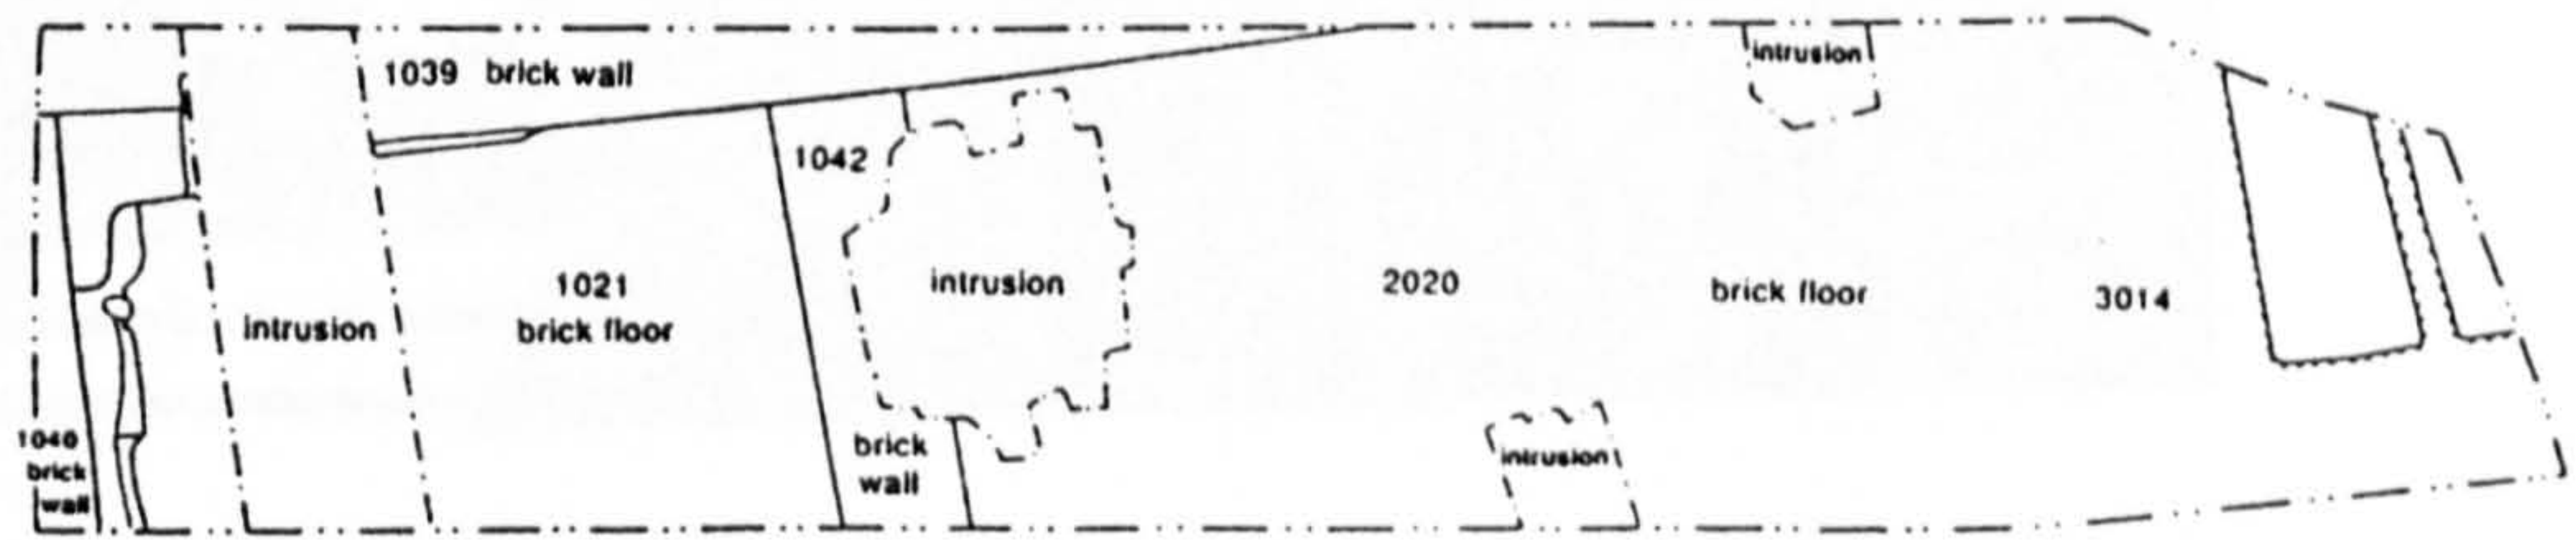 1039 brick wall
intrusion
1042
1021
brick floor
intrusion
intrusion
2020
brick floor
3014
1040
brick
wall
brick
wall
intrusion